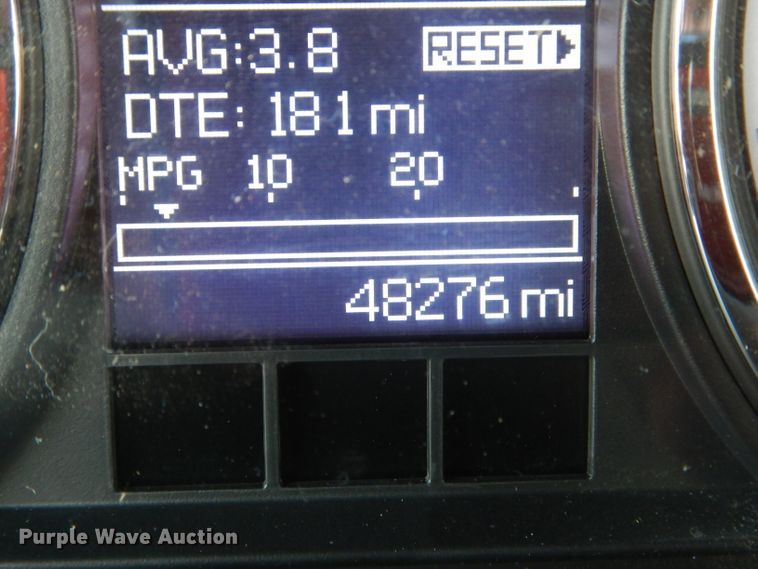 AVG:3.8 RESET
DTE: 181 mi
MPG 10 20
48276 mi
Purple Wave Auction